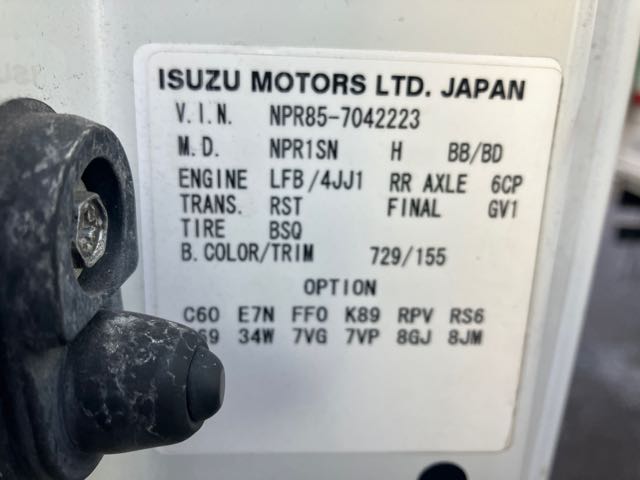 ISUZU MOTORS LTD. JAPAN
V.I.N. NPR85-7042223
M.D. NPR1SN H BB/BD
ENGINE LFB/4JJ1 RR AXLE 6CP
TRANS. RST FINAL GV1
TIRE BSQ
B.COLOR/TRIM 729/155
OPTION
C60 E7N FF0 K89 RPV RS6
34W 7VG 7VP 8GJ 8JM